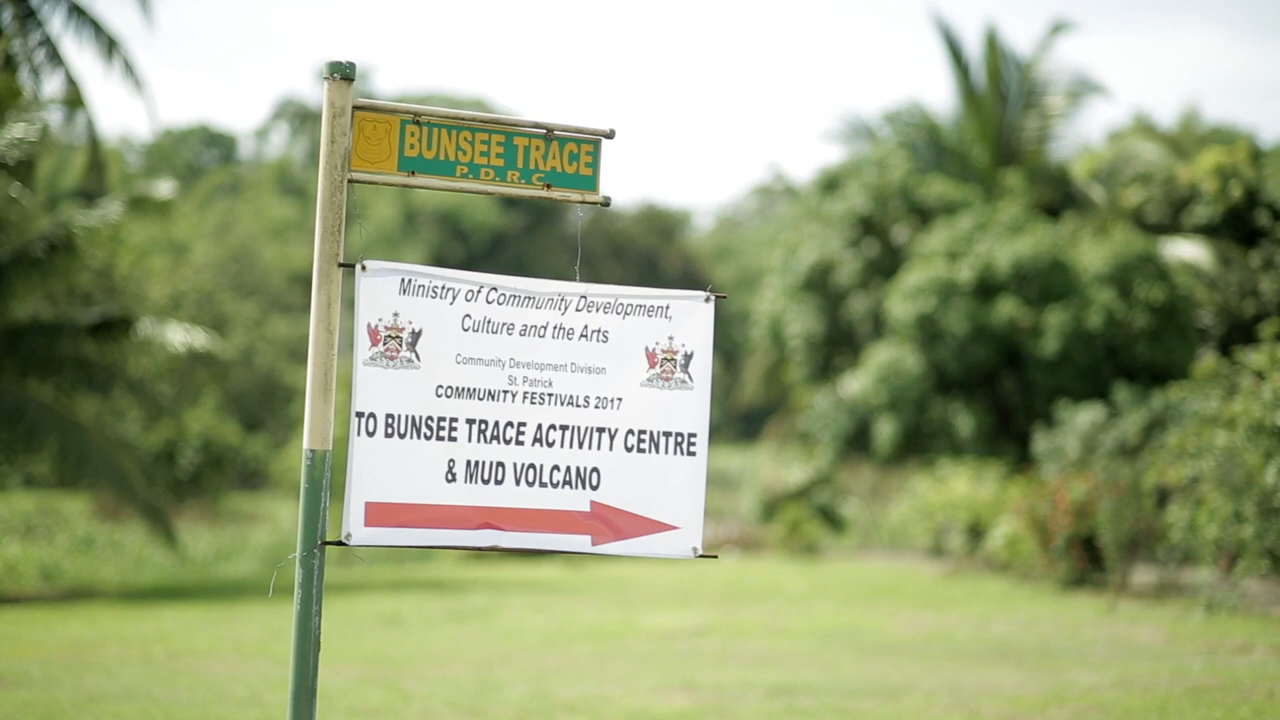 BUNSEE TRACE
P.D.R.C
Ministry of Community Development,
Culture and the Arts
Community Development Division
St. Patrick
COMMUNITY FESTIVALS 2017
TO BUNSEE TRACE ACTIVITY CENTRE
& MUD VOLCANO